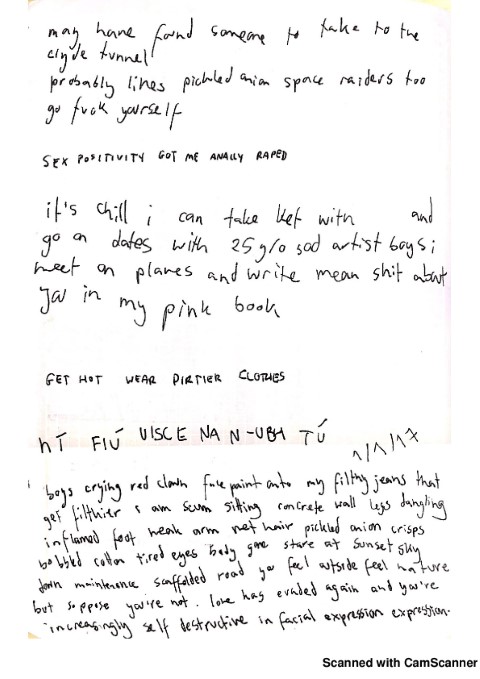 may have found someone to take to the
clyde tunnel
probably likes pickled onion space raiders too
go fuck yourself
SEX POSITIVITY GOT ME ANALLY RAPED
it's chill i can take ket with and
go on dates with 25 y/o sad artist boys i
meet on planes and write mean shit about
you in my pink book
GET HOT WEAR DIRTIER CLOTHES
NÍ FIÚ UISCE NA N-UBH TÚ
1/1/17
boys crying red clown face paint onto my filthy jeans that
get filthier i am scum sitting concrete wall legs dangling
inflamed foot weak arm wet hair pickled onion crisps
bobbled cotton tired eyes body gone stare at sunset sky
down maintenance scaffolded road you feel outside feel nature
but suppose you're not. love has evaded again and you're
increasingly self destructive in facial expression expression.
Scanned with CamScanner